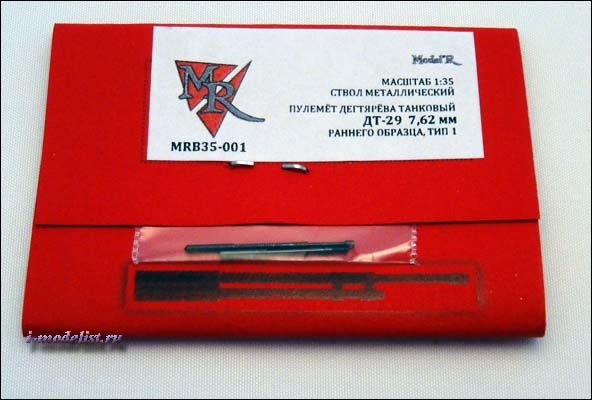 MR
Model'R
МАСШТАБ 1:35
СТВОЛ МЕТАЛЛИЧЕСКИЙ
ПУЛЕМЁТ ДЕГТЯРЁВА ТАНКОВЫЙ
ДТ-29 7,62 мм
РАННЕГО ОБРАЗЦА, ТИП 1
MRB35-001
i-modelist.ru